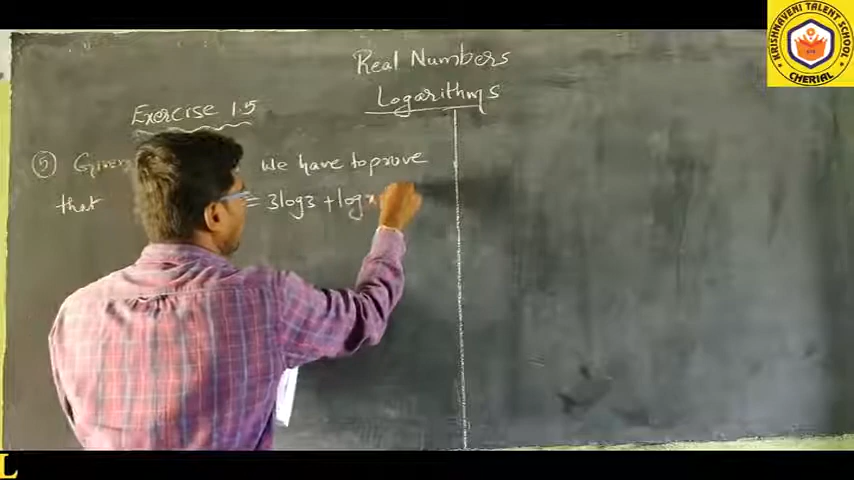 KRISHNAVENI TALENT SCHOOL
CHERIAL
Real Numbers
Logarithms
Exercise 1.5
⑤ Given We have to prove
that = 3log3 + log
L